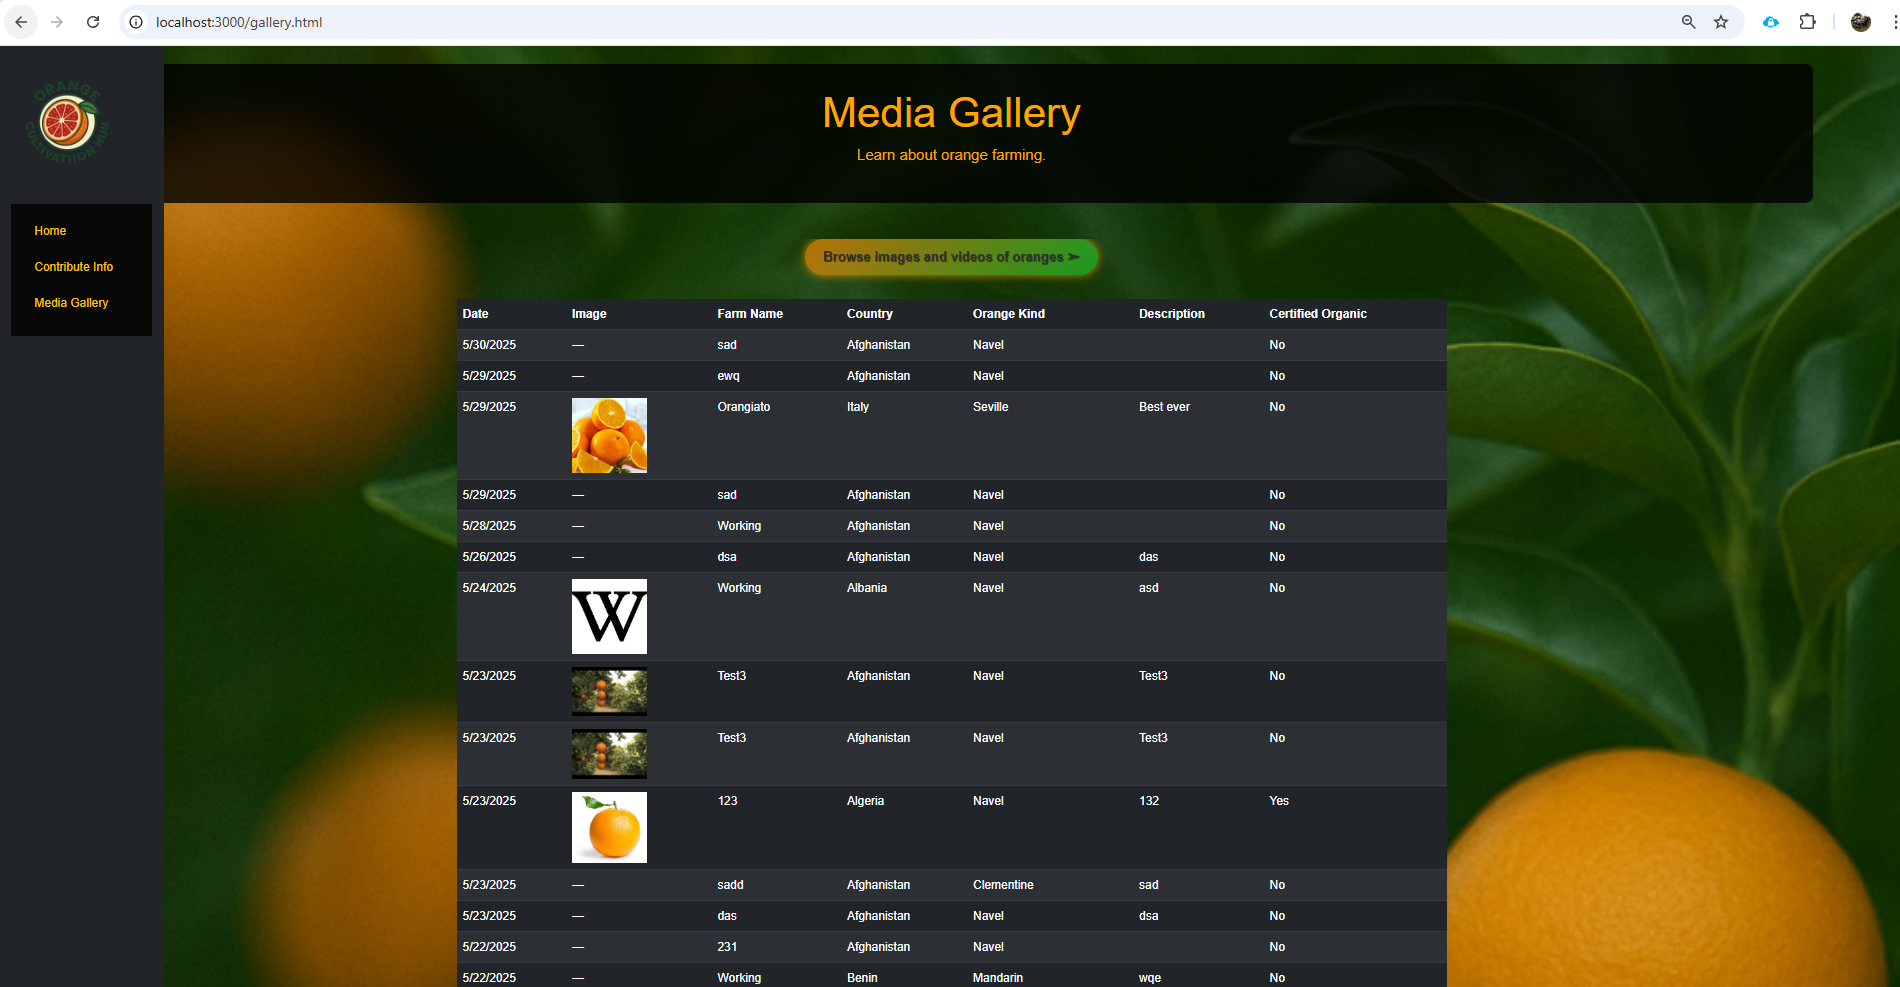 localhost:3000/gallery.html
ORANGE
CULTIVATIION HUB
Home
Contribute Info
Media Gallery
Media Gallery
Learn about orange farming.
Browse images and videos of oranges ➣
Date Image Farm Name Country Orange Kind Description Certified Organic
5/30/2025 — sad Afghanistan Navel No
5/29/2025 — ewq Afghanistan Navel No
5/29/2025 Orangiato Italy Seville Best ever No
5/29/2025 — sad Afghanistan Navel No
5/28/2025 — Working Afghanistan Navel No
5/26/2025 — dsa Afghanistan Navel das No
5/24/2025 W Working Albania Navel asd No
5/23/2025 Test3 Afghanistan Navel Test3 No
5/23/2025 Test3 Afghanistan Navel Test3 No
5/23/2025 123 Algeria Navel 132 Yes
5/23/2025 — sadd Afghanistan Clementine sad No
5/23/2025 — das Afghanistan Navel dsa No
5/22/2025 — 231 Afghanistan Navel No
5/22/2025 — Working Benin Mandarin wqe No